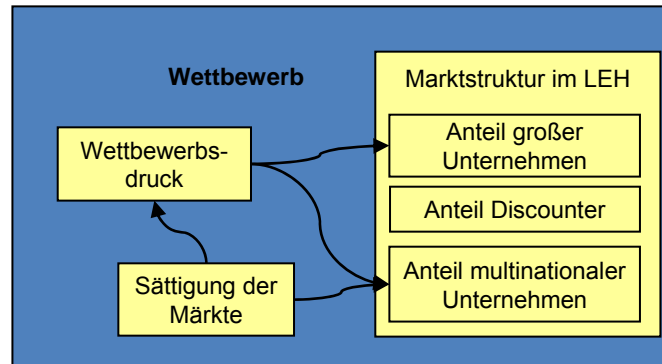 Wettbewerb
Wettbewerbs-
druck
Sättigung der
Märkte
Marktstruktur im LEH
Anteil großer
Unternehmen
Anteil Discounter
Anteil multinationaler
Unternehmen